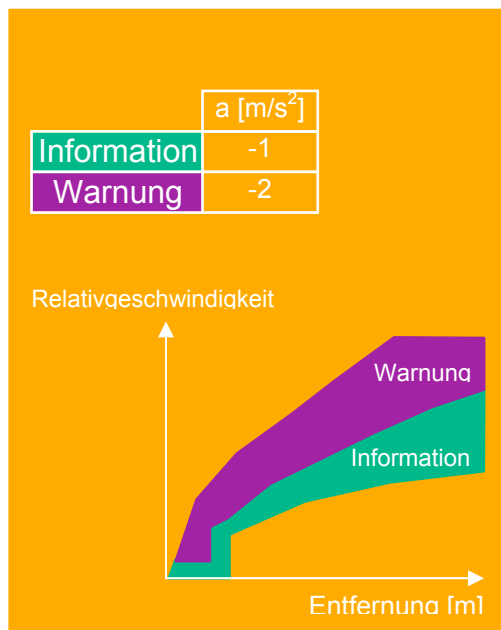 a [m/s²]
Information -1
Warnung -2
Relativgeschwindigkeit
Warnung
Information
Entfernung [m]